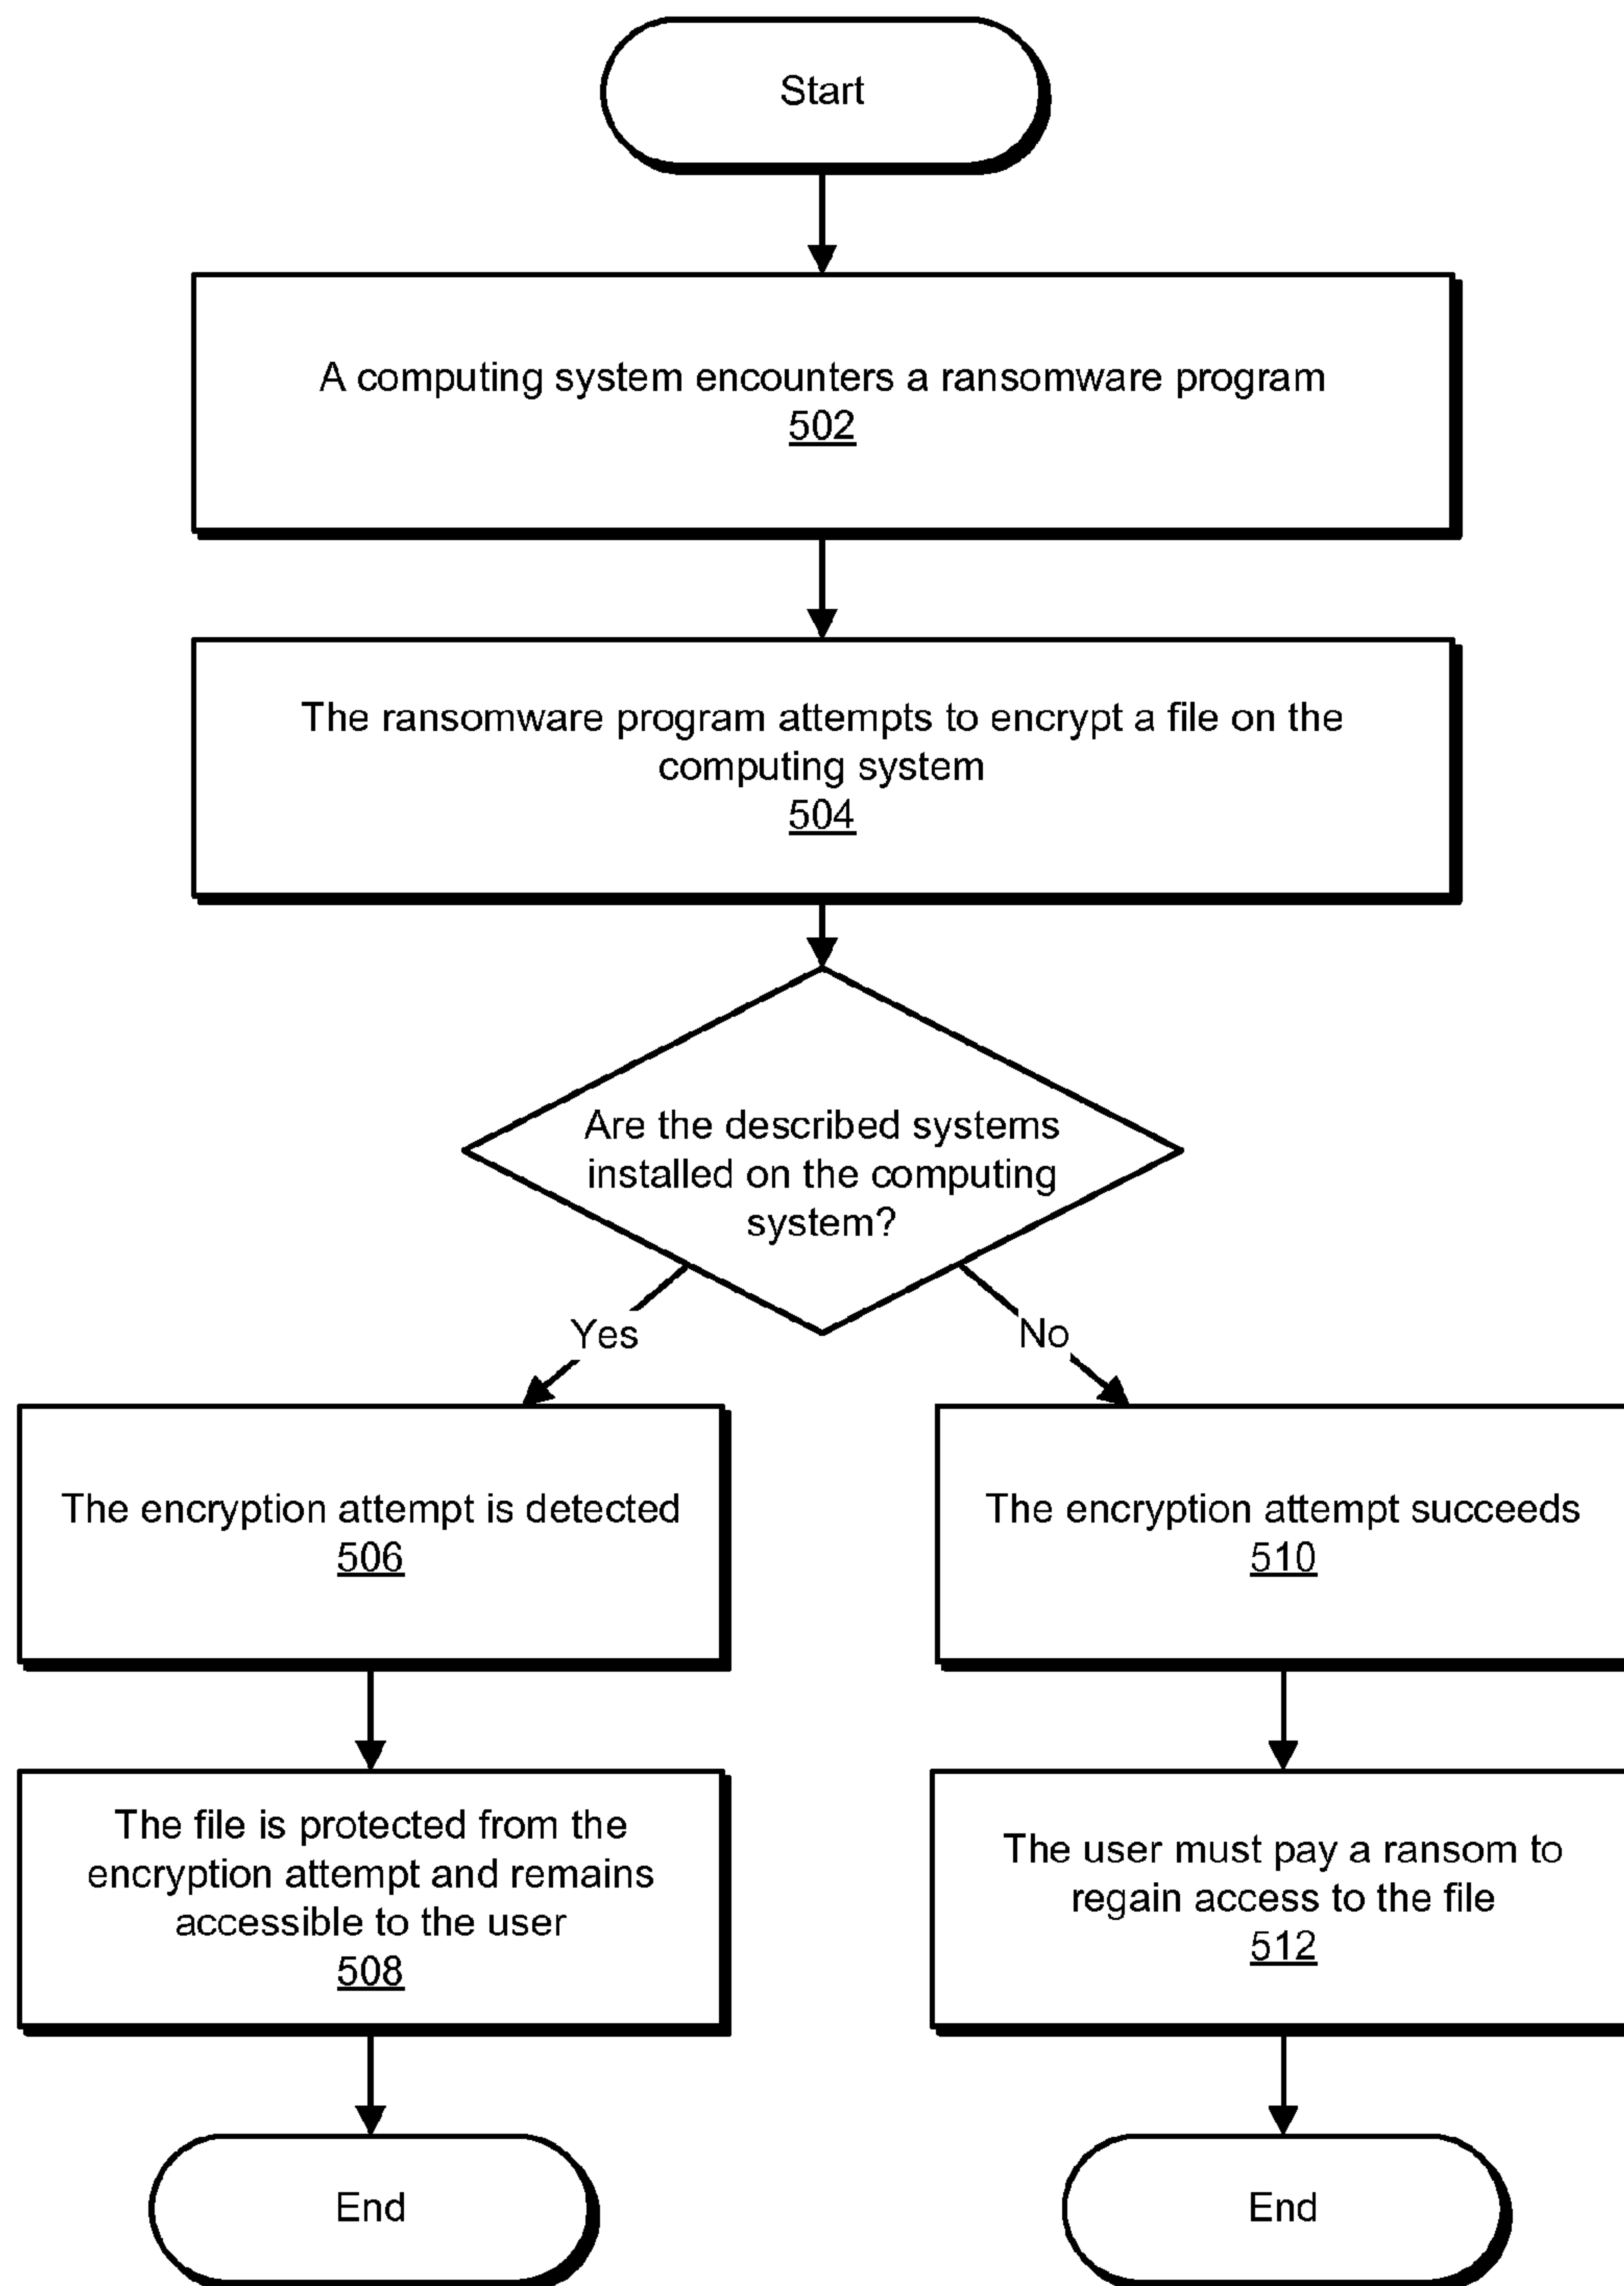 Start
A computing system encounters a ransomware program
502
The ransomware program attempts to encrypt a file on the
computing system
504
Are the described systems
installed on the computing
system?
Yes
No
The encryption attempt is detected
506
The encryption attempt succeeds
510
The file is protected from the
encryption attempt and remains
accessible to the user
508
The user must pay a ransom to
regain access to the file
512
End
End